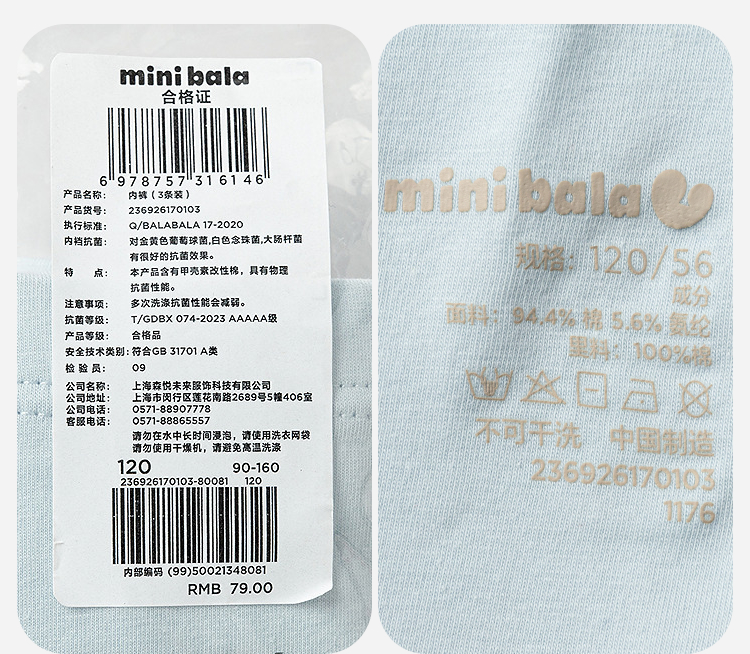 mini bala
合格证
6 978757 316146
产品名称: 内裤(3条装)
产品货号: 236926170103
执行标准: Q/BALABALA 17-2020
内裆抗菌: 对金黄色葡萄球菌,白色念珠菌,大肠杆菌
有很好的抗菌效果。
特 点: 本产品含有甲壳素改性棉，具有物理
抗菌性能。
注意事项: 多次洗涤抗菌性能会减弱。
抗菌等级: T/GDBX 074-2023 AAAAA级
产品等级: 合格品
安全技术类别:符合GB 31701 A类
检 验 员: 09
公司名称: 上海森悦未来服饰科技有限公司
公司地址: 上海市闵行区莲花南路2689号5幢406室
公司电话: 0571-88907778
客服电话: 0571-88865557
请勿在水中长时间浸泡，请使用洗衣网袋
请勿使用干燥机，请避免高温洗涤
120 90-160
236926170103-80081 120
内部编码 (99)50021348081
RMB 79.00
mini bala
规格: 120/56
成分
面料: 94.4% 棉 5.6% 氨纶
里料: 100%棉
不可干洗 中国制造
236926170103
1176